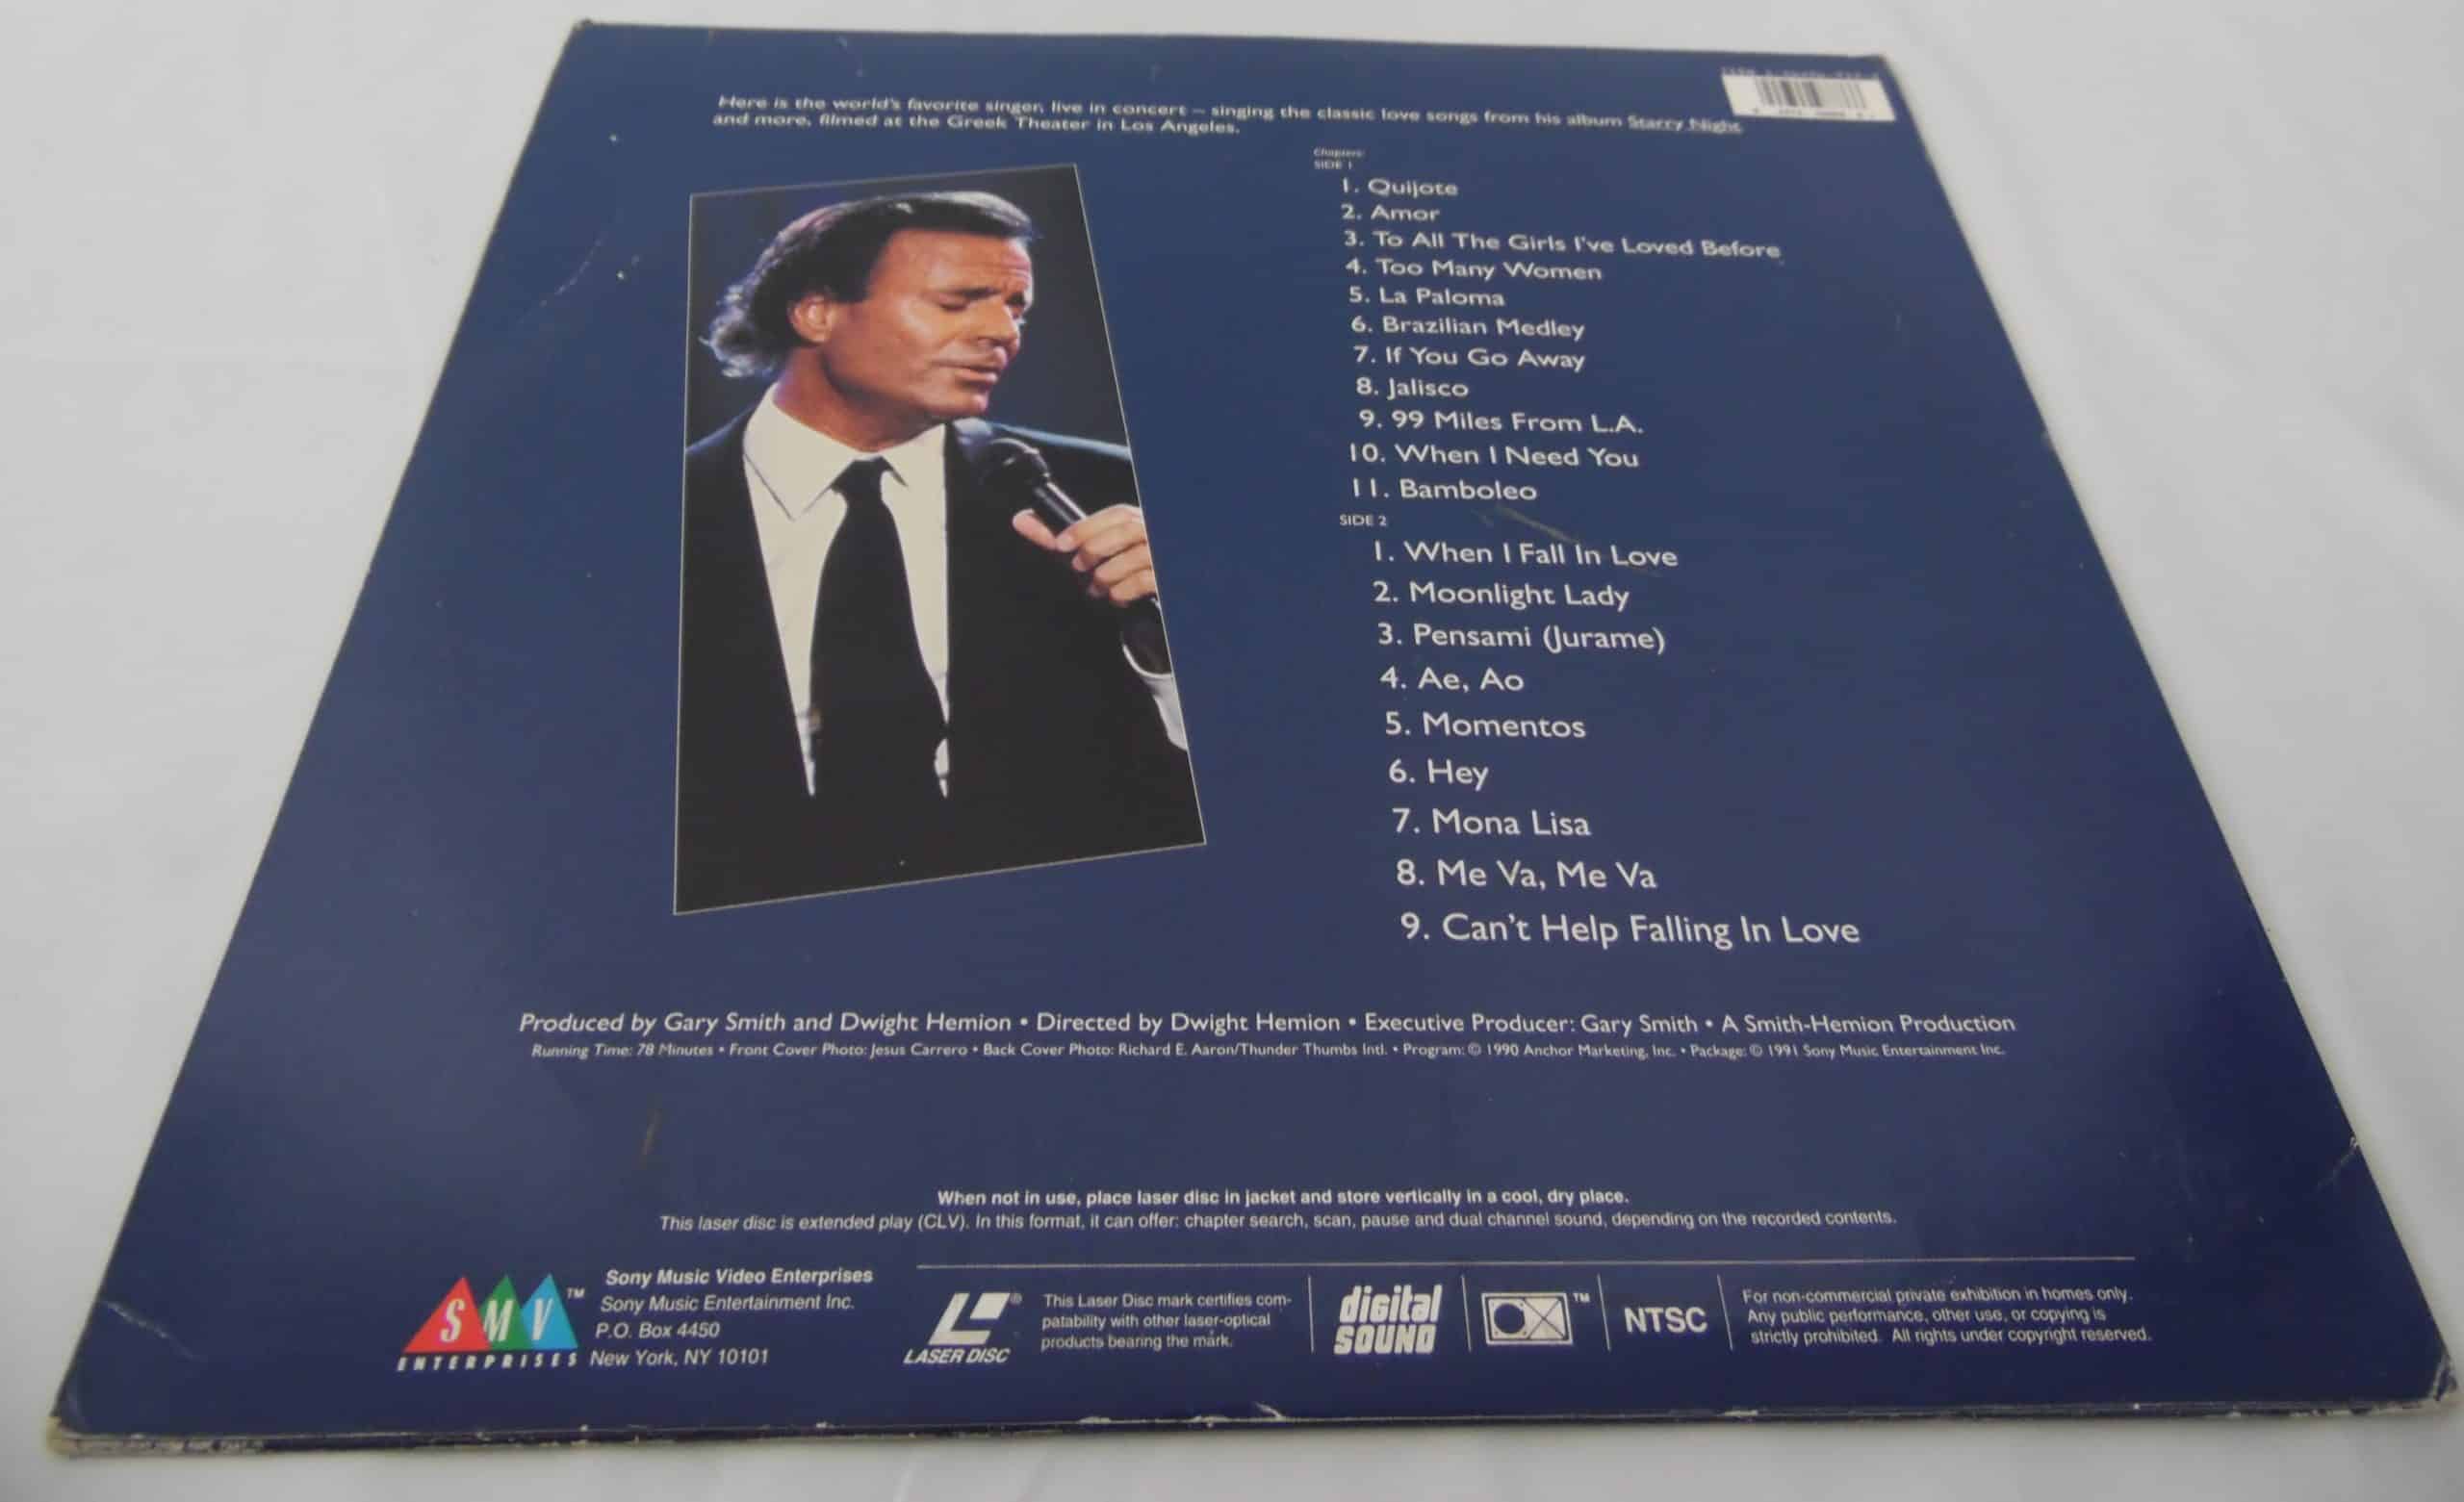 Here is the world's favorite singer, live in concert – singing the classic love songs from his album Starry Night
and more, filmed at the Greek Theater in Los Angeles.
Chapters:
SIDE 1
1. Quijote
2. Amor
3. To All The Girls I've Loved Before
4. Too Many Women
5. La Paloma
6. Brazilian Medley
7. If You Go Away
8. Jalisco
9. 99 Miles From L.A.
10. When I Need You
11. Bamboleo
SIDE 2
1. When I Fall In Love
2. Moonlight Lady
3. Pensami (Jurame)
4. Ae, Ao
5. Momentos
6. Hey
7. Mona Lisa
8. Me Va, Me Va
9. Can't Help Falling In Love
Produced by Gary Smith and Dwight Hemion • Directed by Dwight Hemion • Executive Producer: Gary Smith • A Smith-Hemion Production
Running Time: 78 Minutes • Front Cover Photo: Jesus Carrero • Back Cover Photo: Richard E. Aaron/Thunder Thumbs Intl. • Program: © 1990 Anchor Marketing, Inc. • Package: © 1991 Sony Music Entertainment Inc.
When not in use, place laser disc in jacket and store vertically in a cool, dry place.
This laser disc is extended play (CLV). In this format, it can offer: chapter search, scan, pause and dual channel sound, depending on the recorded contents.
SMV™
ENTERPRISES
Sony Music Video Enterprises
Sony Music Entertainment Inc.
P.O. Box 4450
New York, NY 10101
®
LASER DISC
This Laser Disc mark certifies com-
patability with other laser-optical
products bearing the mark.
digital
SOUND
CX™
NTSC
For non-commercial private exhibition in homes only.
Any public performance, other use, or copying is
strictly prohibited. All rights under copyright reserved.